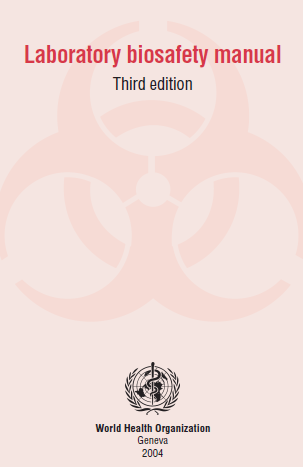 Laboratory biosafety manual
Third edition
World Health Organization
Geneva
2004